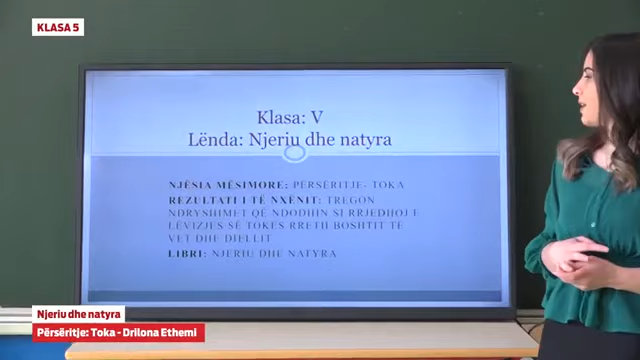 KLASA 5
Klasa: V
Lënda: Njeriu dhe natyra
NJËSIA MËSIMORE: PËRSËRITJE- TOKA
REZULTATI I TË NXËNIT: TREGON
NDRYSHIMET QË NDODHIN SI RRJEDHOJ E
LËVIZJES SË TOKËS RRETH BOSHTIT TË
VET DHE DIELLIT
LIBRI: NJERIU DHE NATYRA
Njeriu dhe natyra
Përsëritje: Toka - Drilona Ethemi